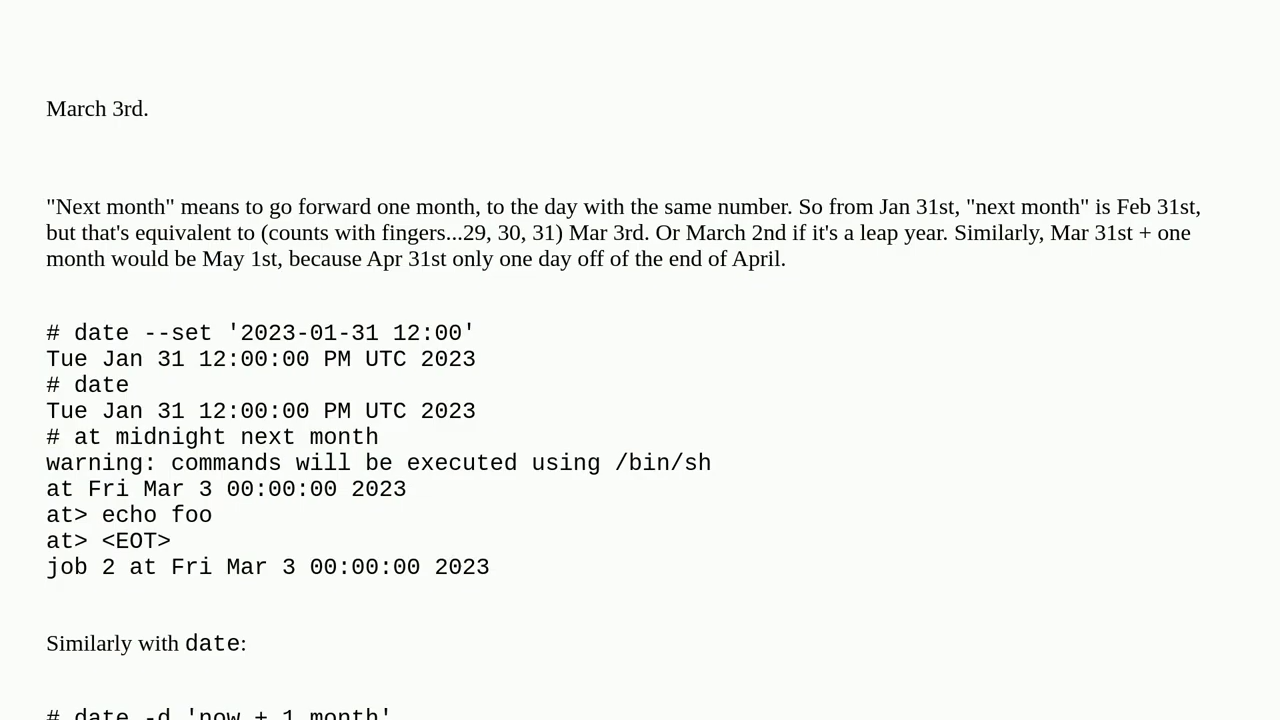 March 3rd.
"Next month" means to go forward one month, to the day with the same number. So from Jan 31st, "next month" is Feb 31st,
but that's equivalent to (counts with fingers...29, 30, 31) Mar 3rd. Or March 2nd if it's a leap year. Similarly, Mar 31st + one
month would be May 1st, because Apr 31st only one day off of the end of April.
# date --set '2023-01-31 12:00'
Tue Jan 31 12:00:00 PM UTC 2023
# date
Tue Jan 31 12:00:00 PM UTC 2023
# at midnight next month
warning: commands will be executed using /bin/sh
at Fri Mar 3 00:00:00 2023
at> echo foo
at> <EOT>
job 2 at Fri Mar 3 00:00:00 2023
Similarly with date:
# date -d 'now + 1 month'